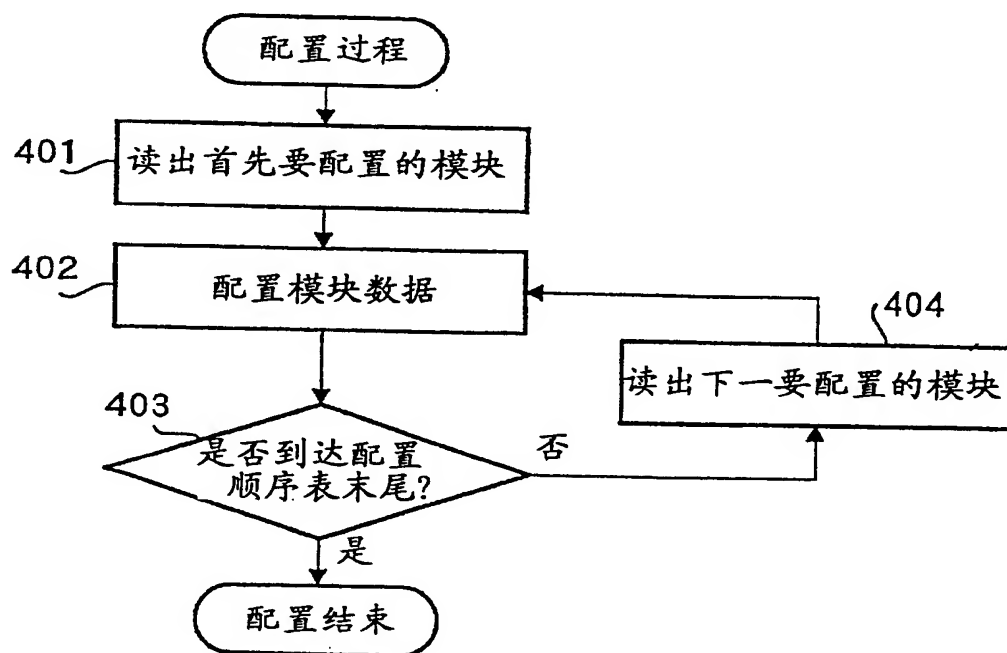 配置过程
401
读出首先要配置的模块
402
配置模块数据
404
读出下一要配置的模块
403
是否到达配置
顺序表末尾?
否
是
配置结束